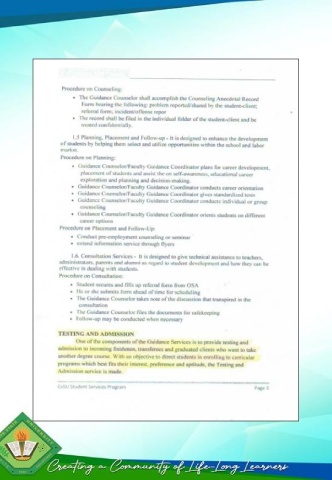 Procedure on Counseling:
• The Guidance Counselor shall accomplish the Counseling Anecdotal Record
Form bearing the following: problem reported/shared by the student-client;
referral form; incident/offense repor
• The record shall be filed in the individual folder of the student-client and be
treated confidentially.
1.5 Planning, Placement and Follow-up - It is designed to enhance the development
of students by helping them select and utilize opportunities within the school and labor
market.
Procedure on Planning:
• Guidance Counselor/Faculty Guidance Coordinator plans for career development,
placement of students and assist the on self-awareness, educational career
exploration and planning and decision-making.
• Guidance Counselor/Faculty Guidance Coordinator conducts career orientation
• Guidance Counselor/Faculty Guidance Coordinator gives standardized tests
• Guidance Counselor/Faculty Guidance Coordinator conducts individual or group
counseling
• Guidance Counselor/Faculty Guidance Coordinator orients students on different
career options
Procedure on Placement and Follow-Up:
• Conduct pre-employment counseling or seminar
• extend information service through flyers
1.6. Consultation Services - It is designed to give technical assistance to teachers,
administrators, parents and alumni in regard to student development and how they can be
effective in dealing with students.
Procedure on Consultation:
• Student secures and fills up referral form from OSA
• He or she submits form ahead of time for scheduling
• The Guidance Counselor takes note of the discussion that transpired in the
consultation
• The Guidance Counselor files the documents for safekeeping
• Follow-up may be conducted when necessary
TESTING AND ADMISSION
One of the components of the Guidance Services is to provide testing and
admission to incoming freshmen, transferees and graduated clients who want to take
another degree course. With an objective to direct students in enrolling to curricular
programs which best fits their interest, preference and aptitude, the Testing and
Admission service is made.
Student Services Program
Page 3
Creating a Community of Life-Long Learners